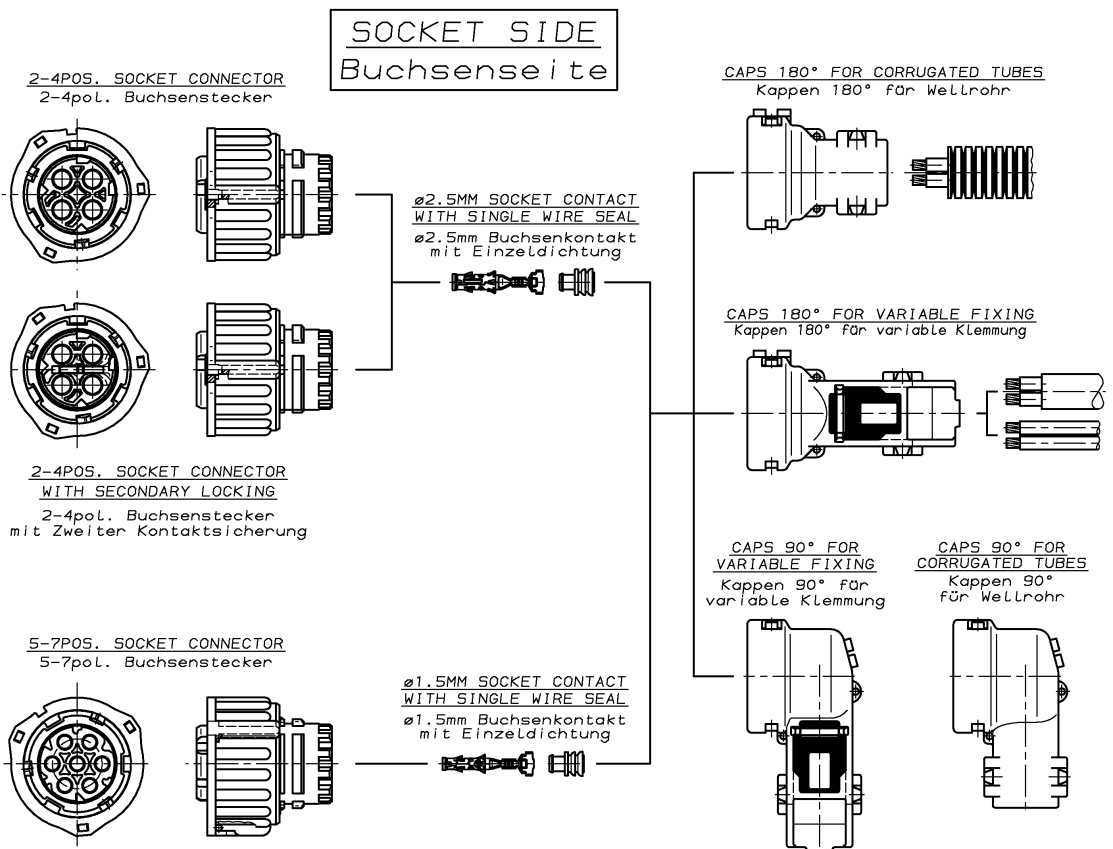 SOCKET SIDE
Buchsenseite
2-4POS. SOCKET CONNECTOR
2-4pol. Buchsenstecker
ø2.5MM SOCKET CONTACT
WITH SINGLE WIRE SEAL
ø2.5mm Buchsenkontakt
mit Einzeldichtung
CAPS 180° FOR CORRUGATED TUBES
Kappen 180° für Wellrohr
CAPS 180° FOR VARIABLE FIXING
Kappen 180° für variable Klemmung
2-4POS. SOCKET CONNECTOR
WITH SECONDARY LOCKING
2-4pol. Buchsenstecker
mit Zweiter Kontaktsicherung
CAPS 90° FOR
VARIABLE FIXING
Kappen 90° für
variable Klemmung
CAPS 90° FOR
CORRUGATED TUBES
Kappen 90°
für Wellrohr
5-7POS. SOCKET CONNECTOR
5-7pol. Buchsenstecker
ø1.5MM SOCKET CONTACT
WITH SINGLE WIRE SEAL
ø1.5mm Buchsenkontakt
mit Einzeldichtung